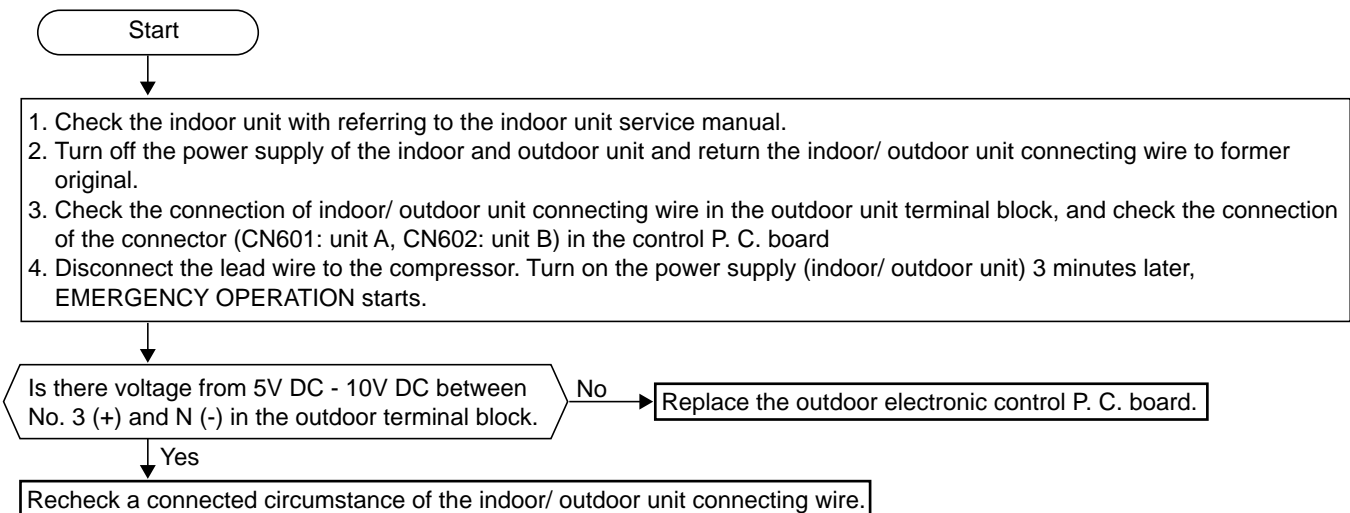 Start
1. Check the indoor unit with referring to the indoor unit service manual.
2. Turn off the power supply of the indoor and outdoor unit and return the indoor/ outdoor unit connecting wire to former
original.
3. Check the connection of indoor/ outdoor unit connecting wire in the outdoor unit terminal block, and check the connection
of the connector (CN601: unit A, CN602: unit B) in the control P. C. board
4. Disconnect the lead wire to the compressor. Turn on the power supply (indoor/ outdoor unit) 3 minutes later,
EMERGENCY OPERATION starts.
Is there voltage from 5V DC - 10V DC between
No. 3 (+) and N (-) in the outdoor terminal block.
No
Replace the outdoor electronic control P. C. board.
Yes
Recheck a connected circumstance of the indoor/ outdoor unit connecting wire.